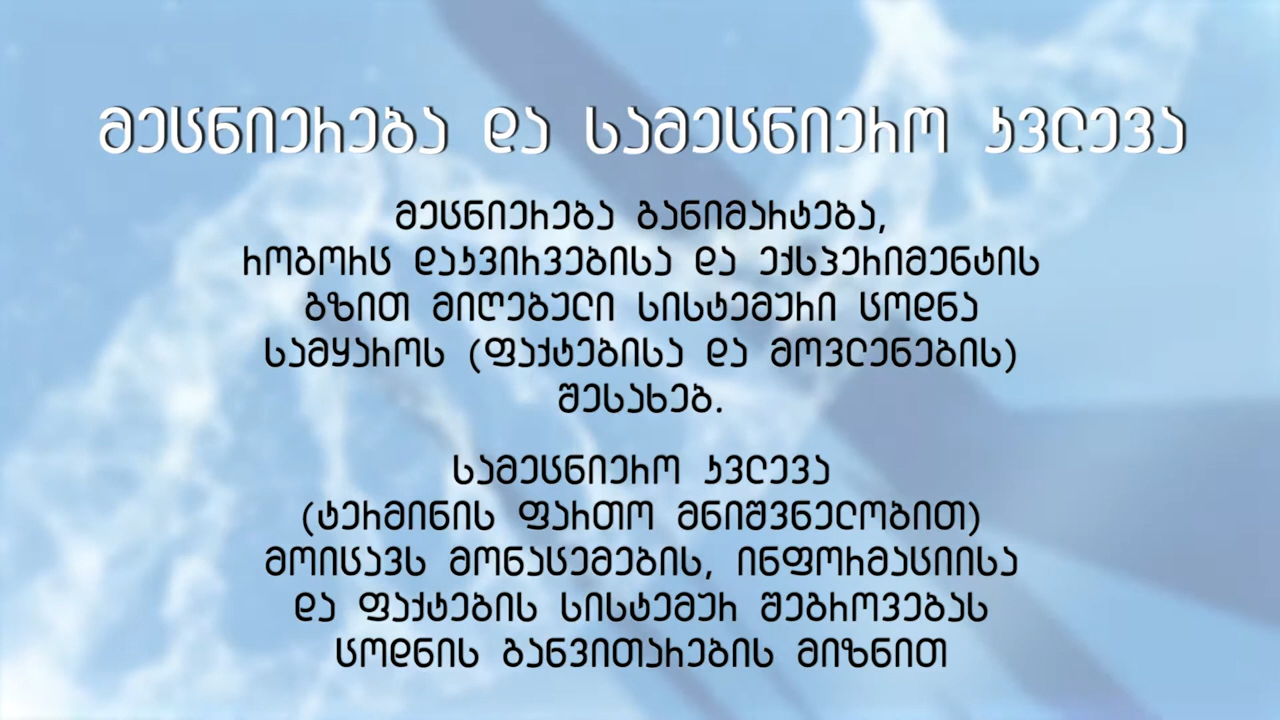 მეცნიერება და სამეცნიერო კვლევა
მეცნიერება განიმარტება,
როგორც დაკვირვებისა და ექსპერიმენტის
გზით მიღებული სისტემური ცოდნა
სამყაროს (ფაქტებისა და მოვლენების)
შესახებ.
სამეცნიერო კვლევა
(ტერმინის ფართო მნიშვნელობით)
მოიცავს მონაცემების, ინფორმაციისა
და ფაქტების სისტემურ შეგროვებას
ცოდნის განვითარების მიზნით